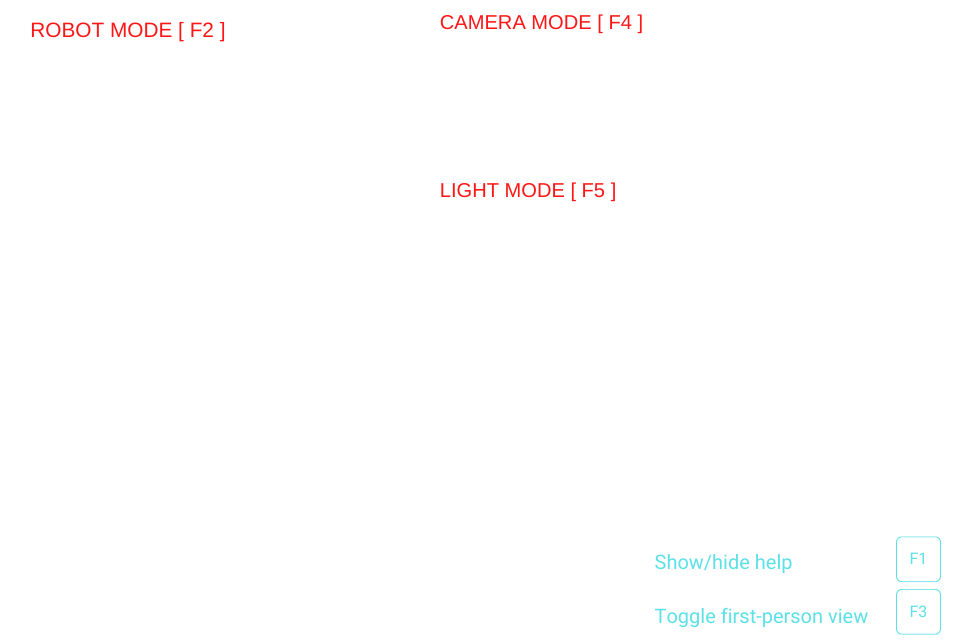 ROBOT MODE [ F2 ]
CAMERA MODE [ F4 ]
LIGHT MODE [ F5 ]
Show/hide help F1
Toggle first-person view F3